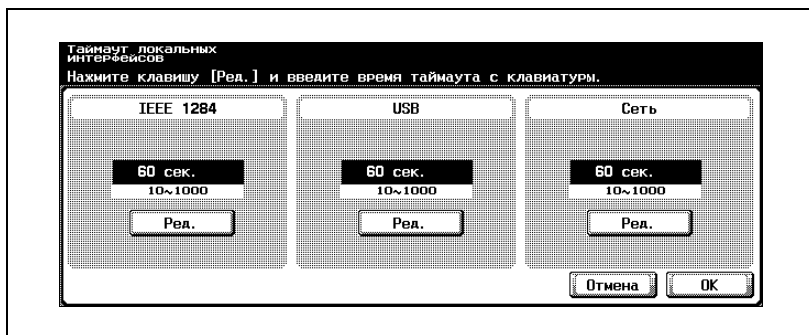 Таймаут локальных
интерфейсов
Нажмите клавишу [Ред.] и введите время таймаута с клавиатуры.
IEEE 1284
USB
Сеть
60 сек.
60 сек.
60 сек.
10~1000
10~1000
10~1000
Ред.
Ред.
Ред.
Отмена
OK